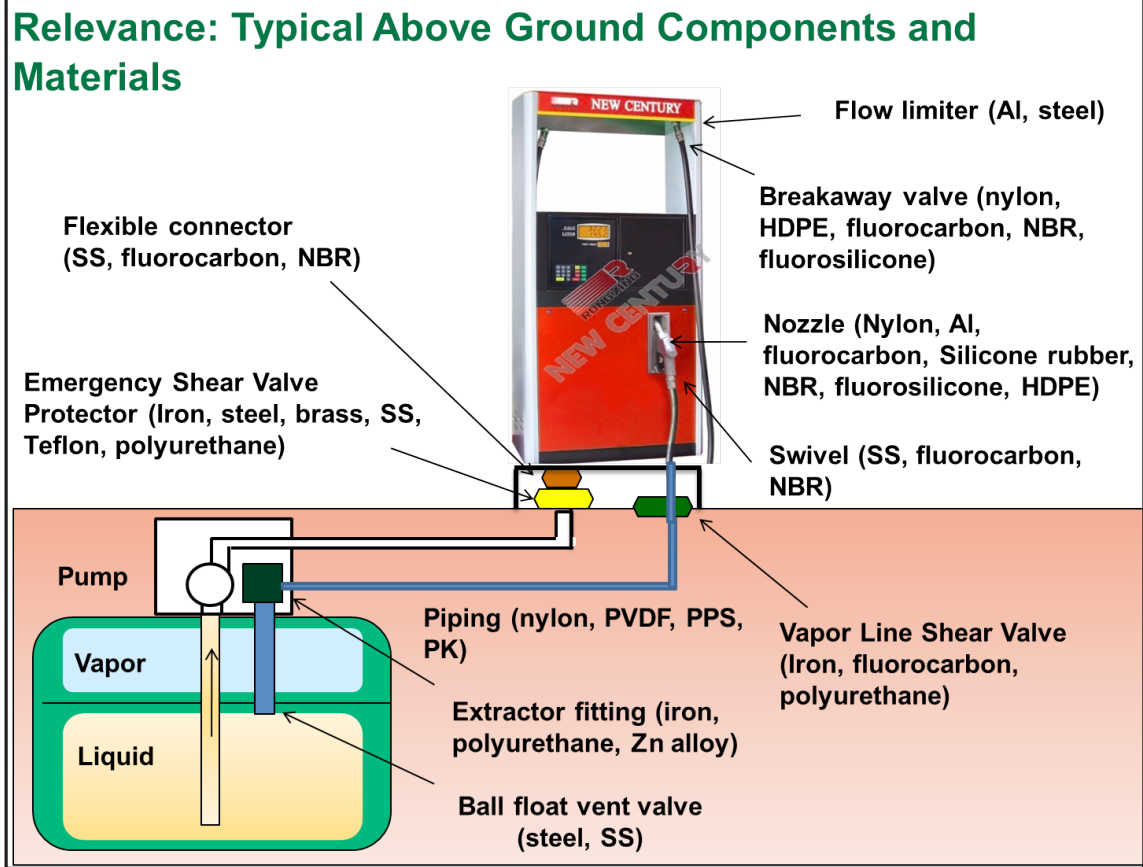 Relevance: Typical Above Ground Components and
Materials
NEW CENTURY
Flow limiter (Al, steel)
Breakaway valve (nylon,
HDPE, fluorocarbon, NBR,
fluorosilicone)
Flexible connector
(SS, fluorocarbon, NBR)
RUNGXING
NEW CENTURY
Nozzle (Nylon, Al,
fluorocarbon, Silicone rubber,
NBR, fluorosilicone, HDPE)
Emergency Shear Valve
Protector (Iron, steel, brass, SS,
Teflon, polyurethane)
Swivel (SS, fluorocarbon,
NBR)
Pump
Piping (nylon, PVDF, PPS,
PK)
Vapor Line Shear Valve
(Iron, fluorocarbon,
polyurethane)
Vapor
Extractor fitting (iron,
polyurethane, Zn alloy)
Liquid
Ball float vent valve
(steel, SS)